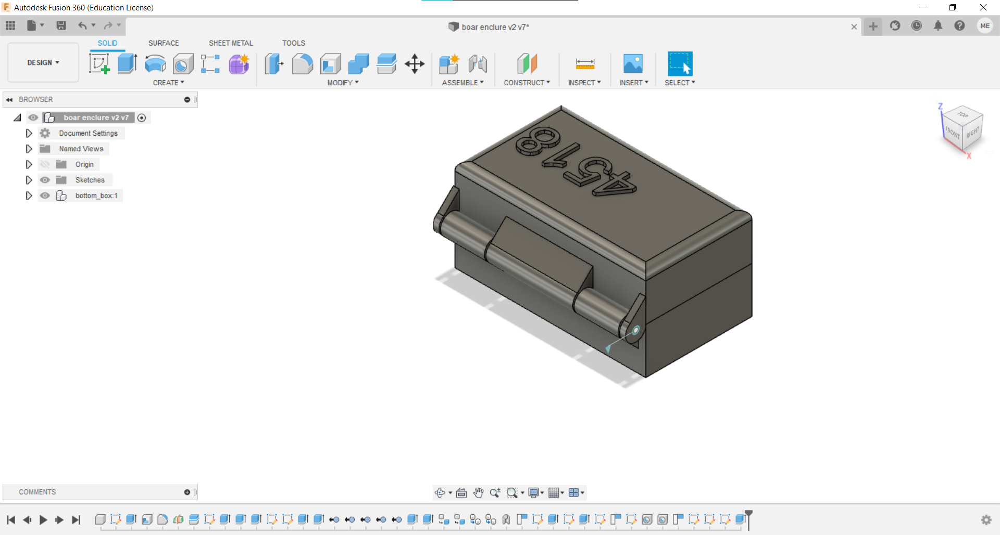 Autodesk Fusion 360 (Education License)
boar enclure v2 v7*
ME
SOLID SURFACE SHEET METAL TOOLS
DESIGN
CREATE MODIFY ASSEMBLE CONSTRUCT INSPECT INSERT SELECT
BROWSER
boar enclure v2 v7
Document Settings
Named Views
Origin
Sketches
bottom_box:1
4518
Z
TOP
FRONT
RIGHT
X
COMMENTS